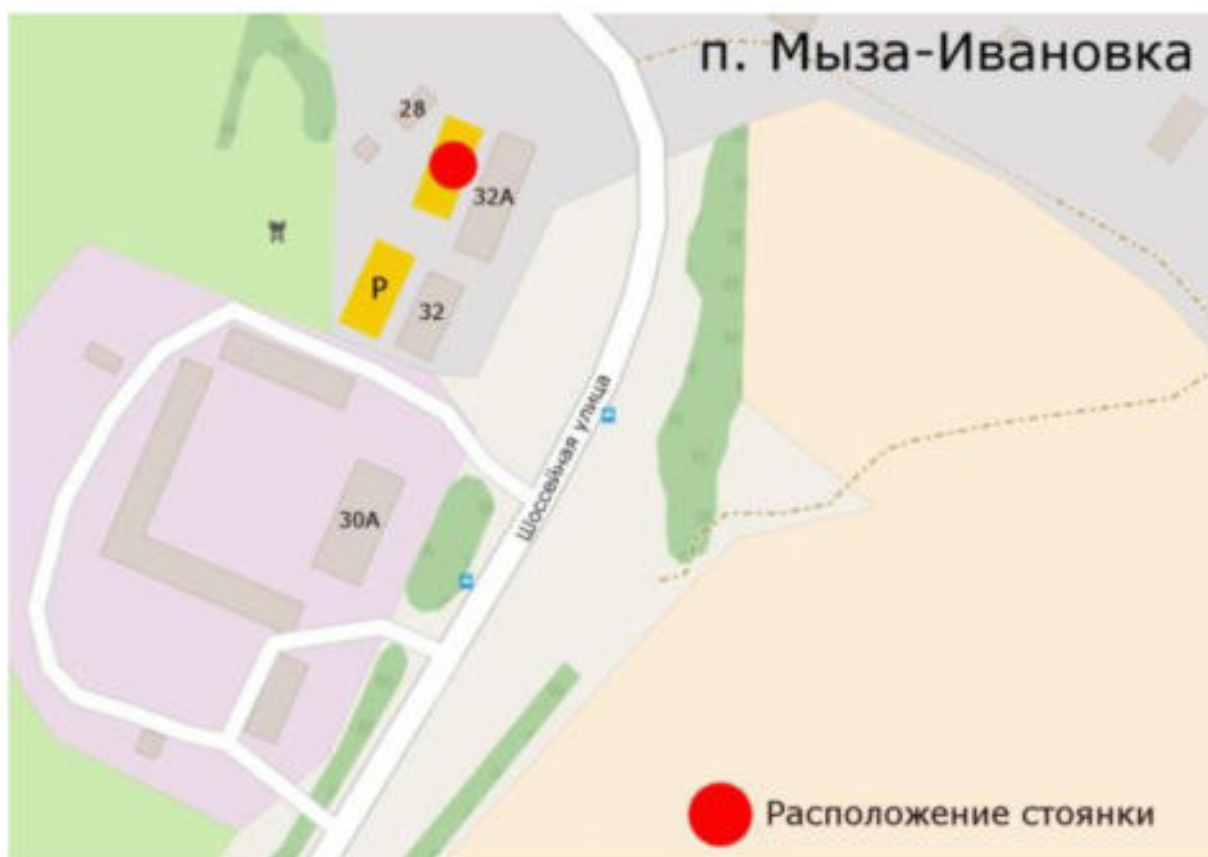 п. Мыза-Ивановка
28
32А
P
32
Шоссейная улица
30А
Расположение стоянки